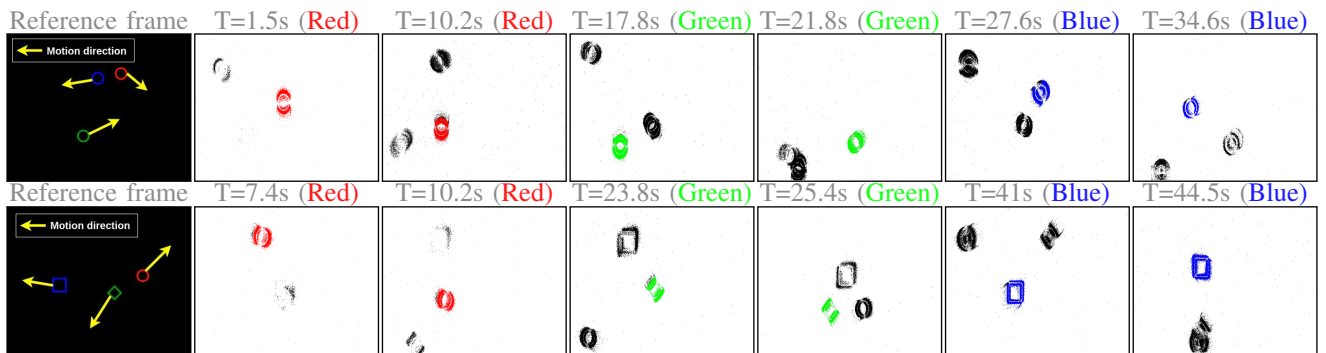 Reference frame T=1.5s (Red) T=10.2s (Red) T=17.8s (Green) T=21.8s (Green) T=27.6s (Blue) T=34.6s (Blue)
Motion direction
Reference frame T=7.4s (Red) T=10.2s (Red) T=23.8s (Green) T=25.4s (Green) T=41s (Blue) T=44.5s (Blue)
Motion direction